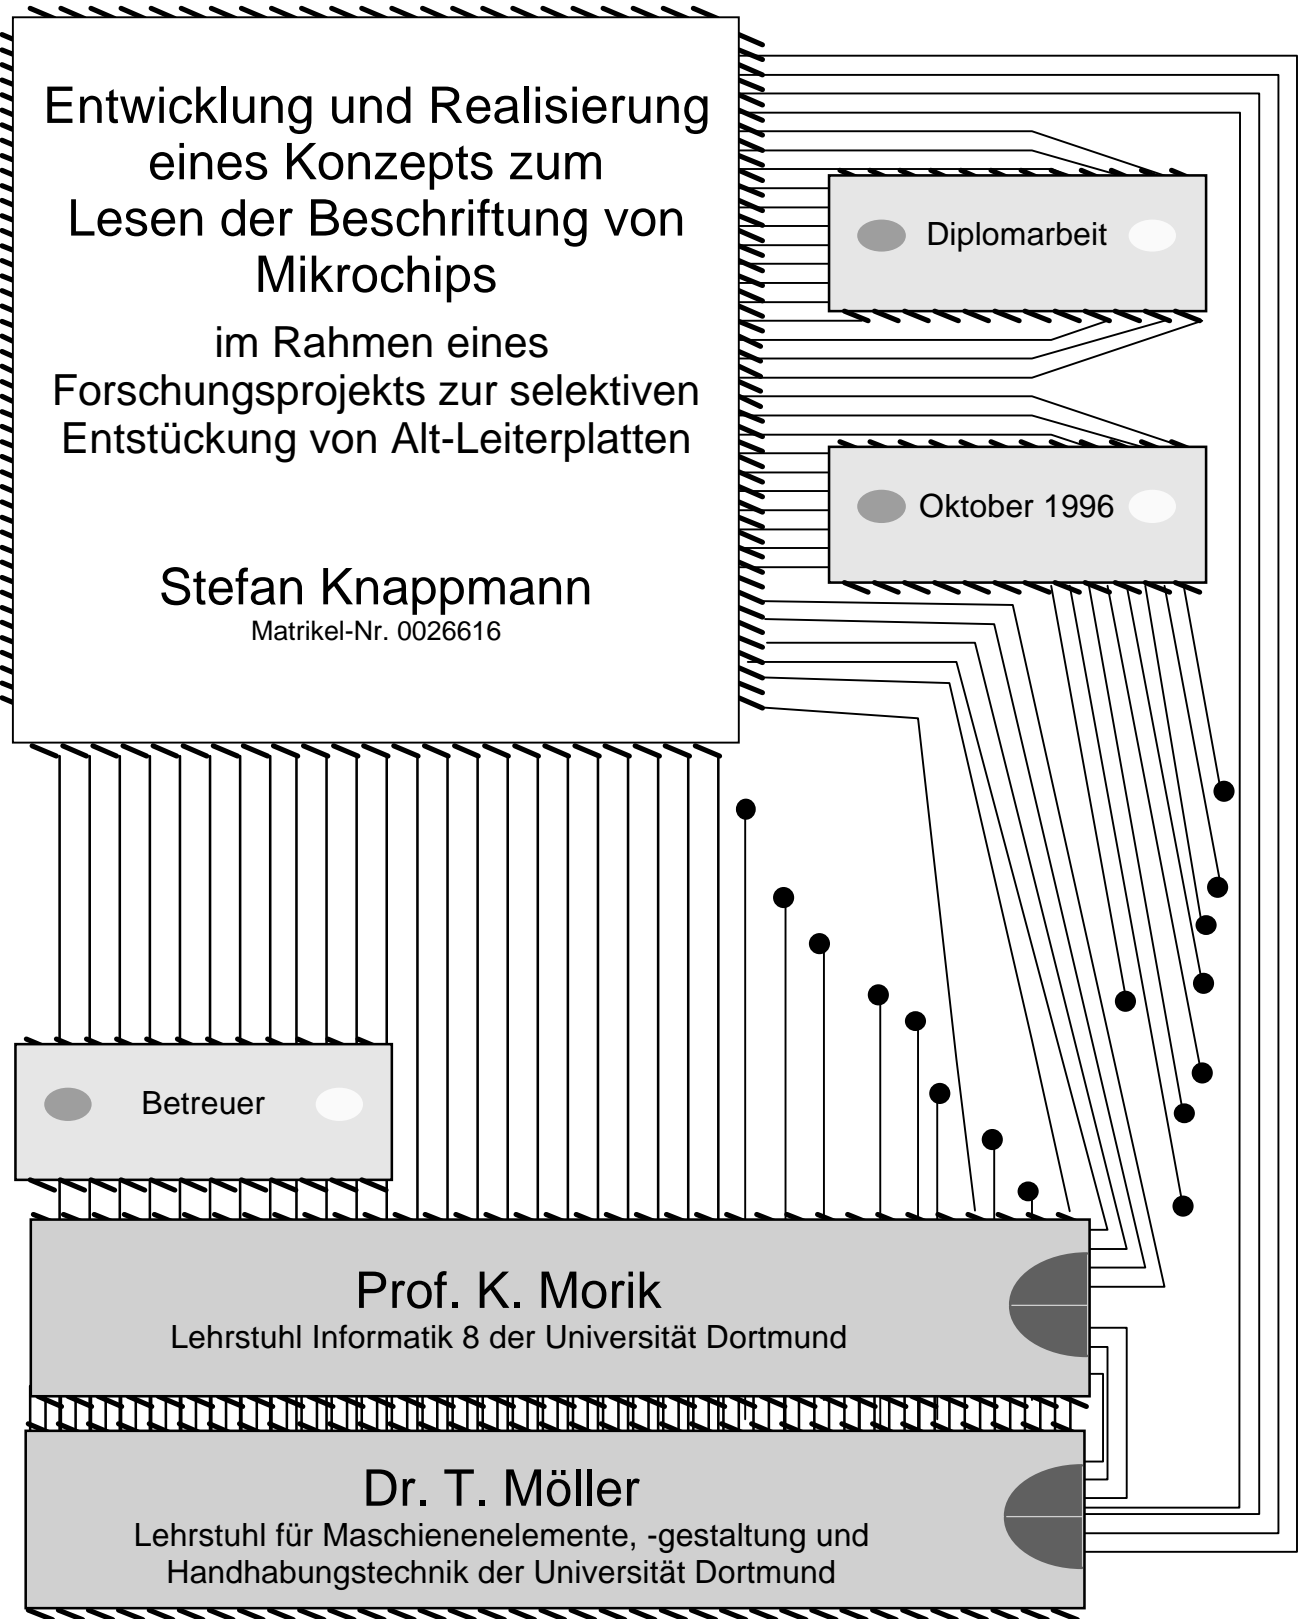 Entwicklung und Realisierung
eines Konzepts zum
Lesen der Beschriftung von
Mikrochips
im Rahmen eines
Forschungsprojekts zur selektiven
Entstückung von Alt-Leiterplatten
Stefan Knappmann
Matrikel-Nr. 0026616
Diplomarbeit
Oktober 1996
Betreuer
Prof. K. Morik
Lehrstuhl Informatik 8 der Universität Dortmund
Dr. T. Möller
Lehrstuhl für Maschienenelemente, -gestaltung und
Handhabungstechnik der Universität Dortmund